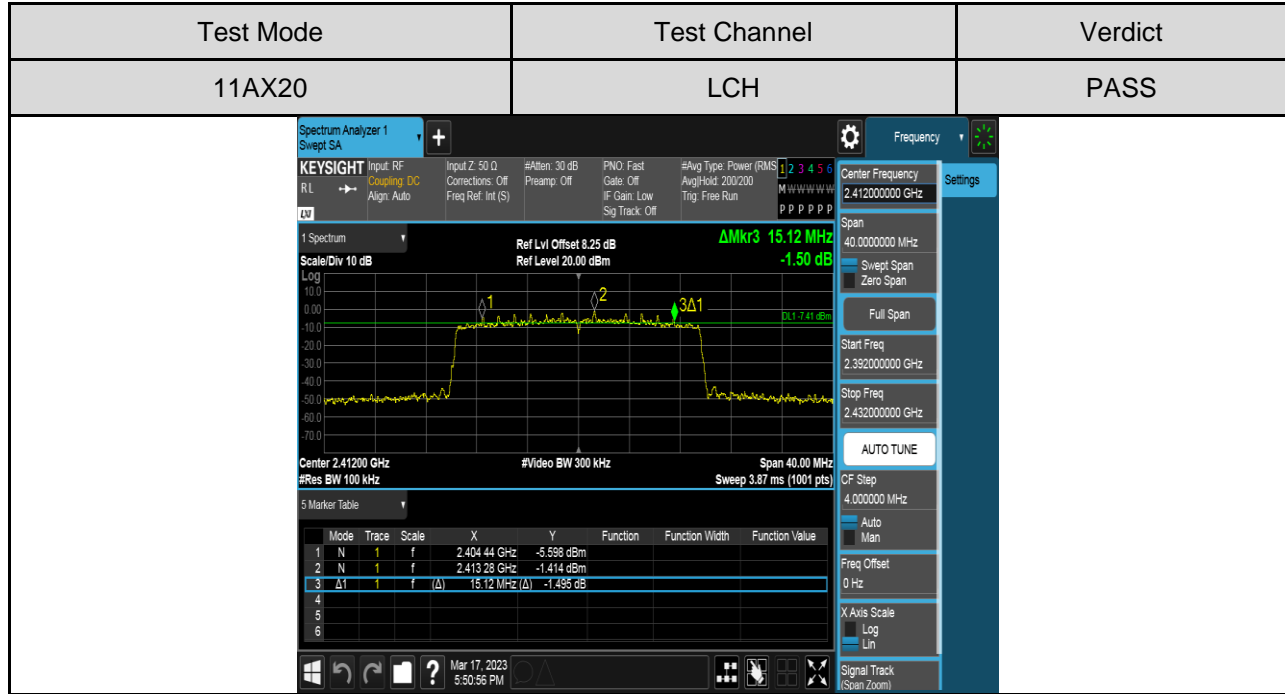 Test Mode Test Channel Verdict
11AX20 LCH PASS
Spectrum Analyzer 1
Swept SA
+
Frequency
KEYSIGHT Input: RF Input Z: 50 Ω #Atten: 30 dB PNO: Fast #Avg Type: Power (RMS 1 2 3 4 5 6
RL Coupling: DC Corrections: Off Preamp: Off Gate: Off Avg|Hold: 200/200 M W W W W W
Align: Auto Freq Ref: Int (S) IF Gain: Low Trig: Free Run
LXI Sig Track: Off P P P P P P
1 Spectrum
Ref Lvl Offset 8.25 dB
ΔMkr3 15.12 MHz
Scale/Div 10 dB Ref Level 20.00 dBm -1.50 dB
Log
10.0
0.00
-10.0
-20.0
-30.0
-40.0
-50.0
-60.0
-70.0
1
2
3Δ1
DL1 -7.41 dBm
Center 2.41200 GHz #Video BW 300 kHz Span 40.00 MHz
#Res BW 100 kHz Sweep 3.87 ms (1001 pts)
5 Marker Table
Mode Trace Scale X Y Function Function Width Function Value
1 N 1 f 2.404 44 GHz -5.598 dBm
2 N 1 f 2.413 28 GHz -1.414 dBm
3 Δ1 1 f (Δ) 15.12 MHz (Δ) -1.495 dB
4
5
6
?
Mar 17, 2023
5:50:56 PM
Center Frequency
2.412000000 GHz
Settings
Span
40.0000000 MHz
Swept Span
Zero Span
Full Span
Start Freq
2.392000000 GHz
Stop Freq
2.432000000 GHz
AUTO TUNE
CF Step
4.000000 MHz
Auto
Man
Freq Offset
0 Hz
X Axis Scale
Log
Lin
Signal Track
(Span Zoom)